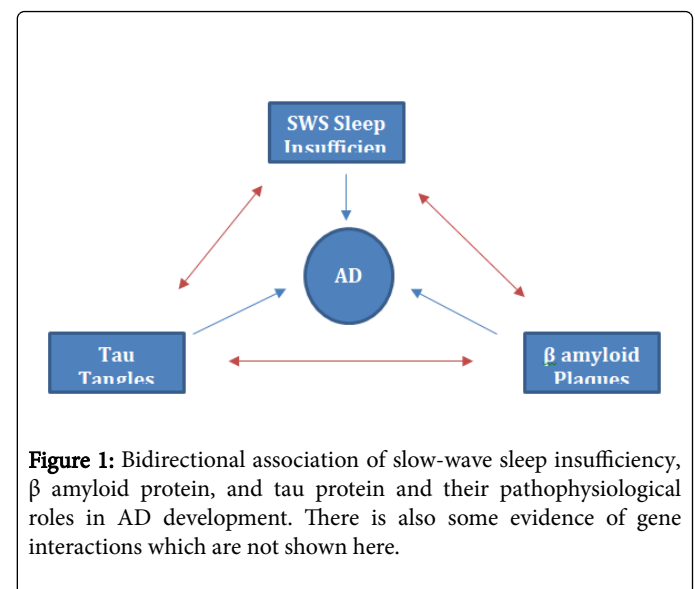 SWS Sleep
Insufficien
AD
Tau
Tangles
β amyloid
Plaques
Figure 1: Bidirectional association of slow-wave sleep insufficiency,
β amyloid protein, and tau protein and their pathophysiological
roles in AD development. There is also some evidence of gene
interactions which are not shown here.